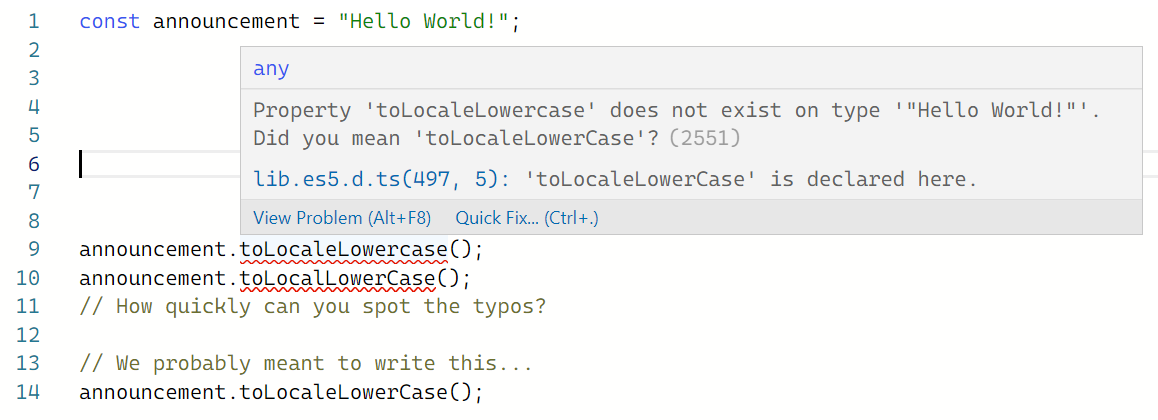 1 const announcement = "Hello World!";
2
any
3
Property 'toLocaleLowercase' does not exist on type '"Hello World!"'.
4
Did you mean 'toLocaleLowerCase'? (2551)
5
6
lib.es5.d.ts(497, 5): 'toLocaleLowerCase' is declared here.
7
View Problem (Alt+F8) Quick Fix... (Ctrl+.)
8
9 announcement.toLocaleLowercase();
10 announcement.toLocalLowerCase();
11 // How quickly can you spot the typos?
12
13 // We probably meant to write this...
14 announcement.toLocaleLowerCase();